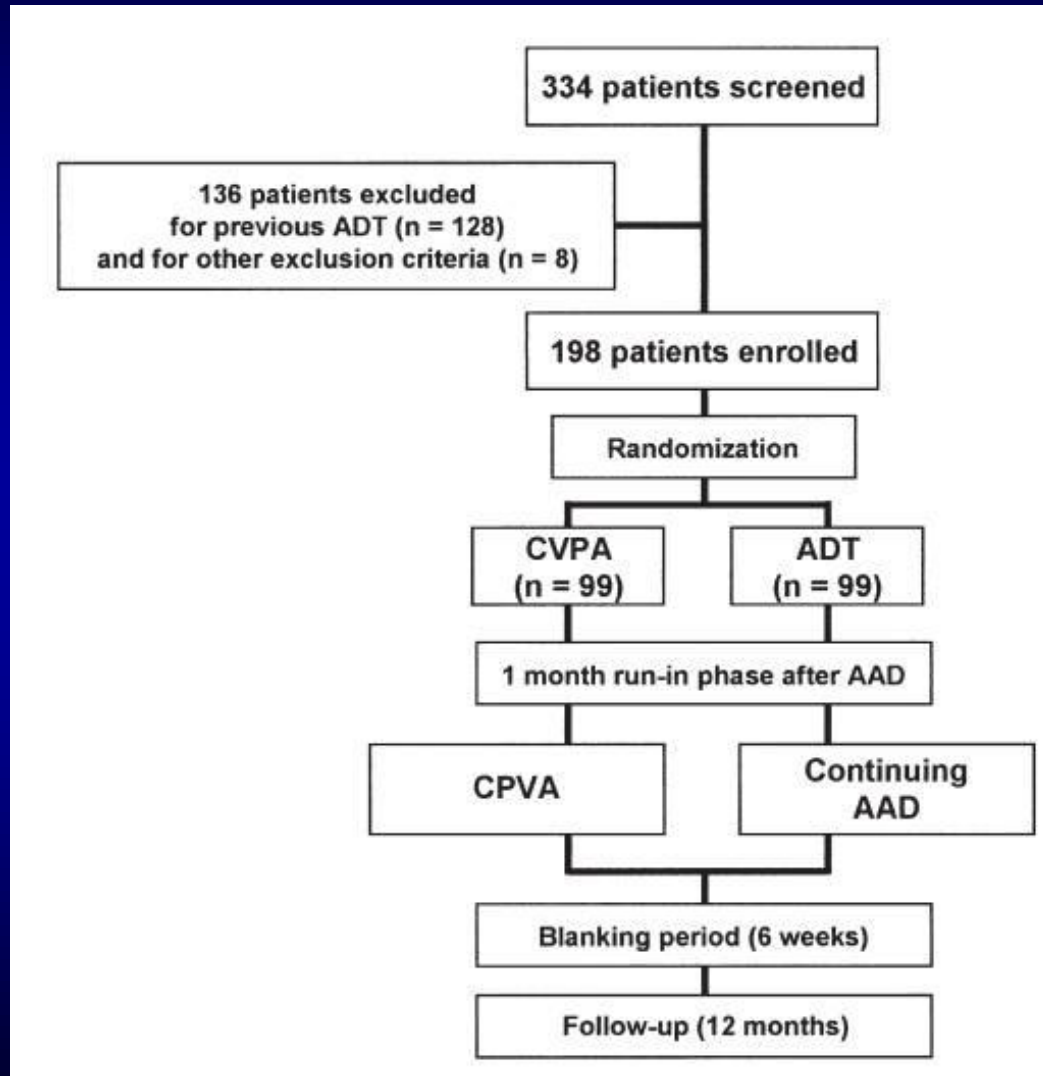 334 patients screened
136 patients excluded
for previous ADT (n = 128)
and for other exclusion criteria (n = 8)
198 patients enrolled
Randomization
CVPA
(n = 99)
ADT
(n = 99)
1 month run-in phase after AAD
CPVA
Continuing
AAD
Blanking period (6 weeks)
Follow-up (12 months)